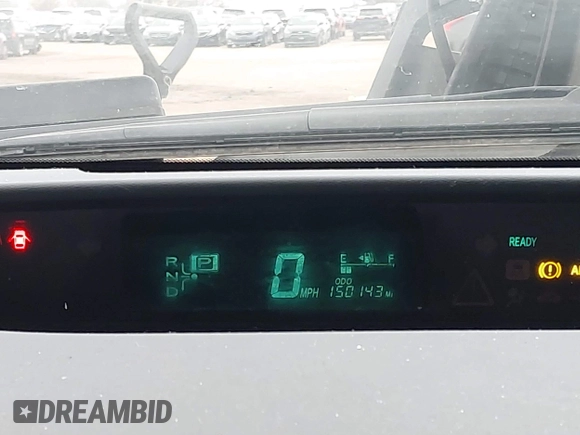 READY
R P
N
D
0 MPH
E F
ODO
150143 MI
DREAMBID